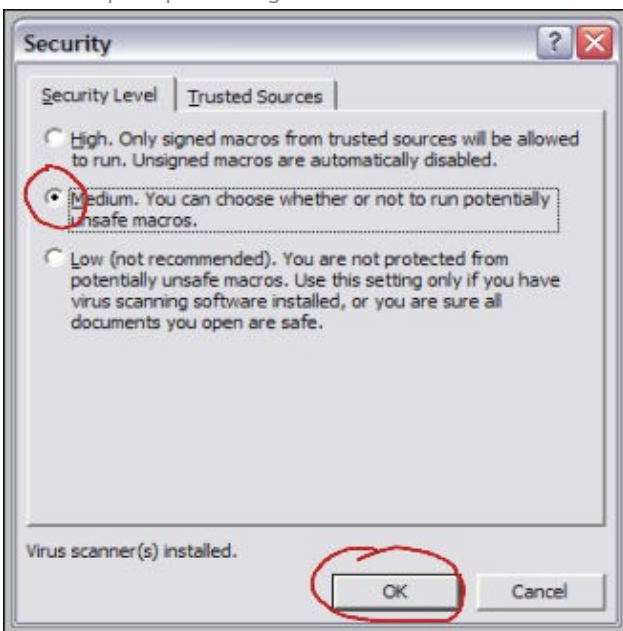 Security
Security Level Trusted Sources
High. Only signed macros from trusted sources will be allowed
to run. Unsigned macros are automatically disabled.
Medium. You can choose whether or not to run potentially
unsafe macros.
Low (not recommended). You are not protected from
potentially unsafe macros. Use this setting only if you have
virus scanning software installed, or you are sure all
documents you open are safe.
Virus scanner(s) installed.
OK Cancel